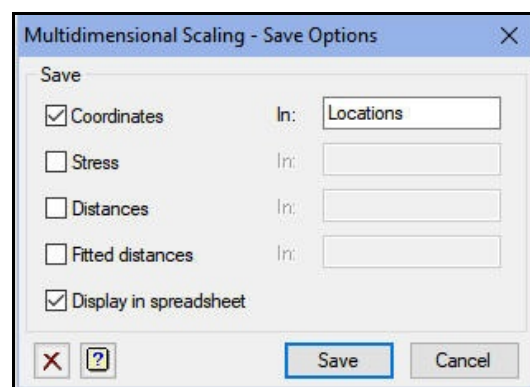 Multidimensional Scaling - Save Options
Save
Coordinates In: Locations
Stress In:
Distances In:
Fitted distances In:
Display in spreadsheet
Save Cancel